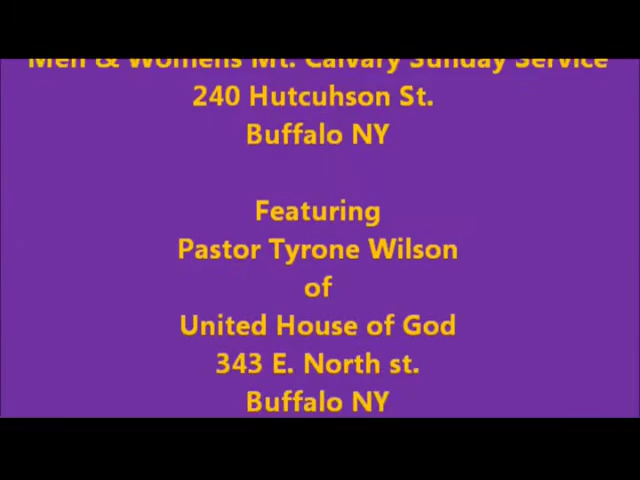 Men & Womens Mt. Calvary Sunday Service
240 Hutcuhson St.
Buffalo NY
Featuring
Pastor Tyrone Wilson
of
United House of God
343 E. North st.
Buffalo NY